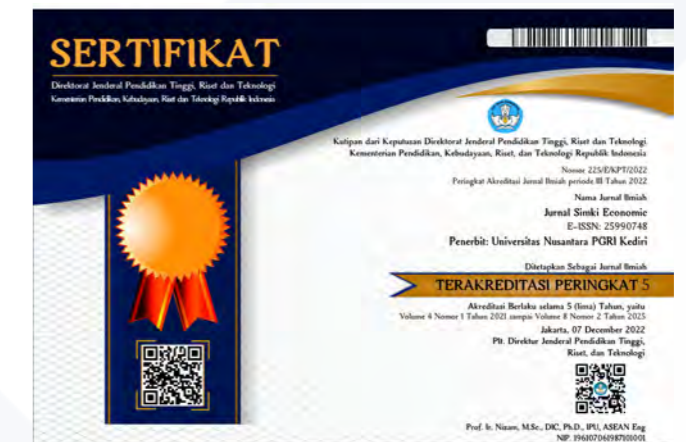 SERTIFIKAT
Direktorat Jenderal Pendidikan Tinggi, Riset dan Teknologi
Kementerian Pendidikan, Kebudayaan, Riset dan Teknologi Republik Indonesia
Kutipan dari Keputusan Direktorat Jenderal Pendidikan Tinggi, Riset dan Teknologi
Kementerian Pendidikan, Kebudayaan, Riset, dan Teknologi Republik Indonesia
Nomor 225/E/KPT/2022
Peringkat Akreditasi Jurnal Ilmiah periode III Tahun 2022
Nama Jurnal Ilmiah
Jurnal Simki Economic
E-ISSN: 25990748
Penerbit: Universitas Nusantara PGRI Kediri
Ditetapkan Sebagai Jurnal Ilmiah
TERAKREDITASI PERINGKAT 5
Akreditasi Berlaku selama 5 (lima) Tahun, yaitu
Volume 4 Nomor 1 Tahun 2021 sampai Volume 8 Nomor 2 Tahun 2025
Jakarta, 07 December 2022
Plt. Direktur Jenderal Pendidikan Tinggi,
Riset, dan Teknologi
Prof. Ir. Nizam, M.Sc., DIC, Ph.D., IPU, ASEAN Eng
NIP. 196107061987101001